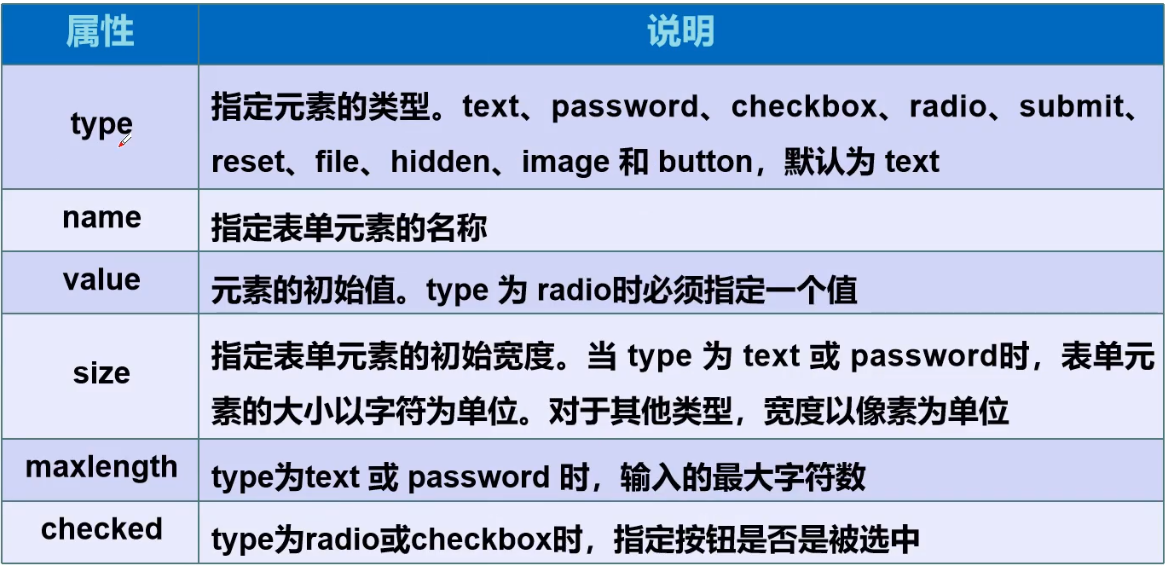 属性 说明
type
指定元素的类型。text、password、checkbox、radio、submit、
reset、file、hidden、image 和 button，默认为 text
name 指定表单元素的名称
value 元素的初始值。type 为 radio时必须指定一个值
size
指定表单元素的初始宽度。当 type 为 text 或 password时，表单元
素的大小以字符为单位。对于其他类型，宽度以像素为单位
maxlength type为text 或 password 时，输入的最大字符数
checked type为radio或checkbox时，指定按钮是否是被选中